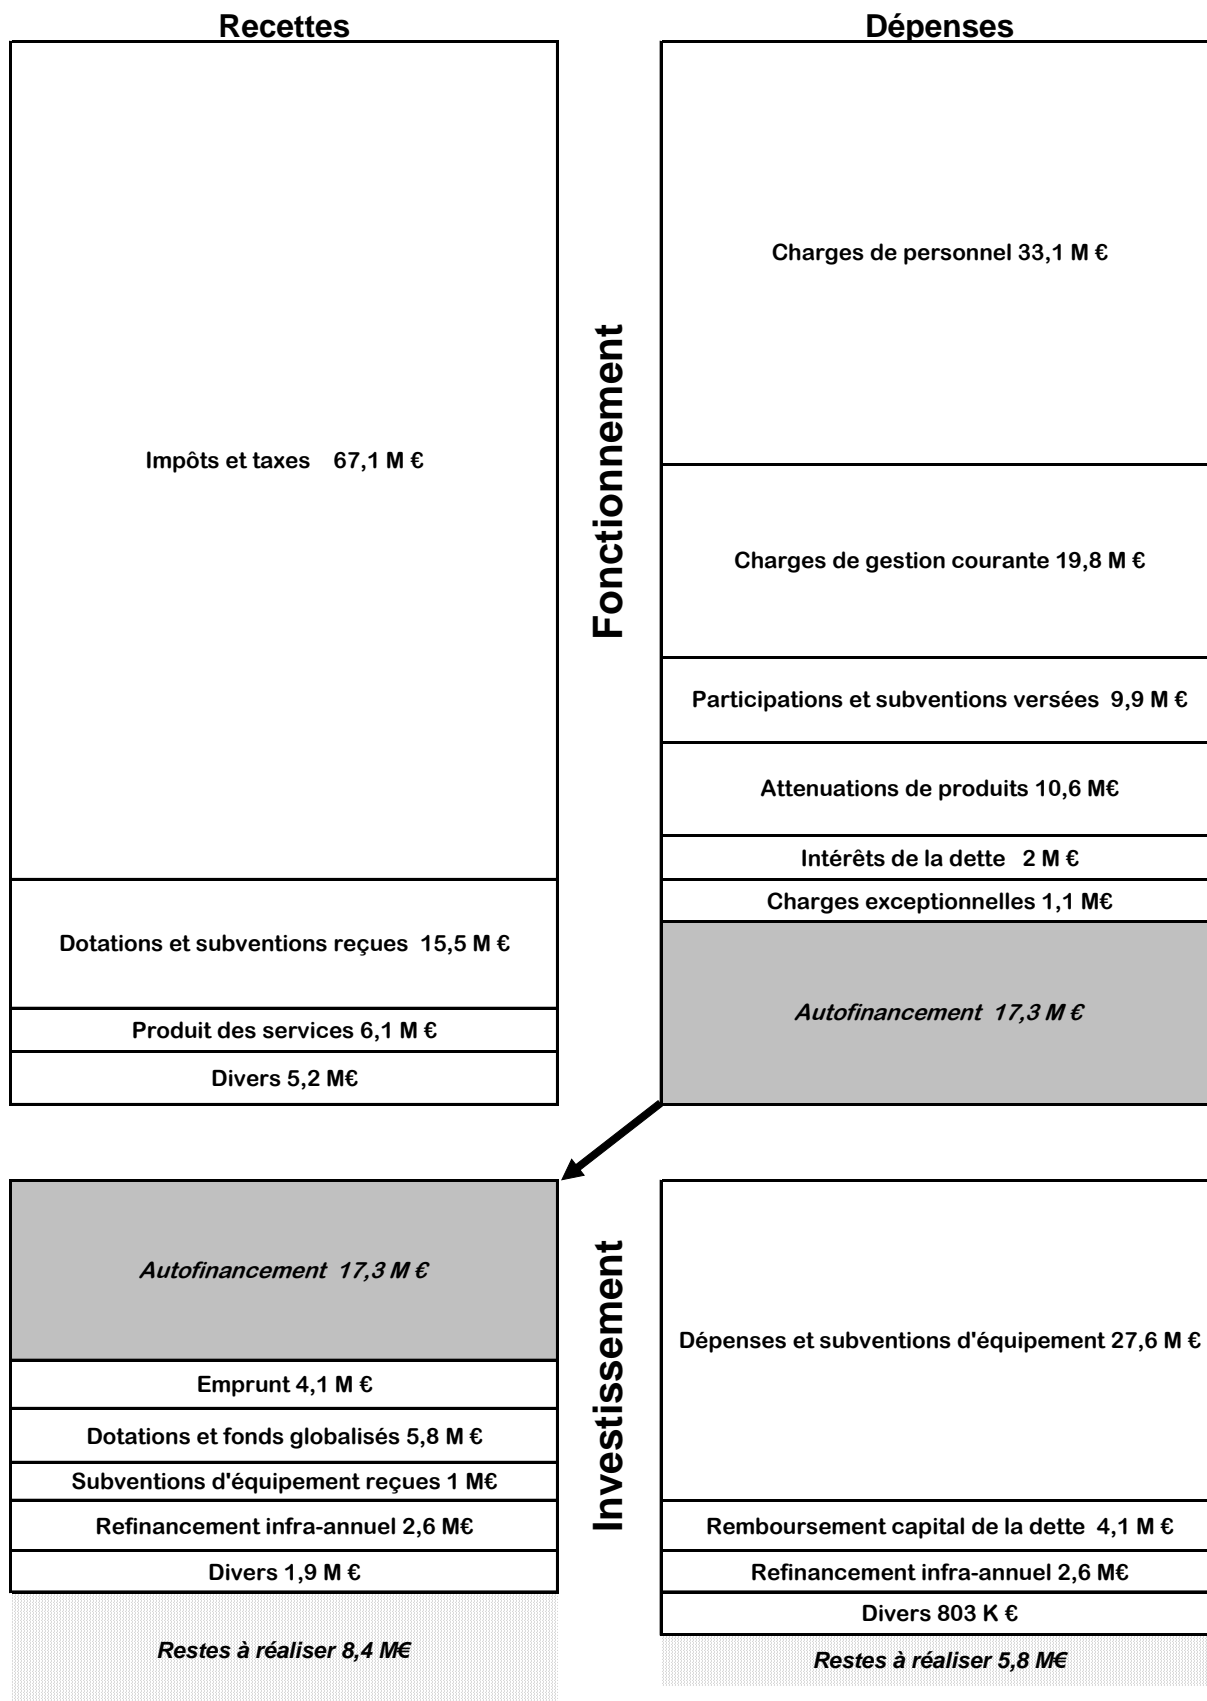 Recettes
Dépenses
Impôts et taxes 67,1 M €
Dotations et subventions reçues 15,5 M €
Produit des services 6,1 M €
Divers 5,2 M€
Fonctionnement
Charges de personnel 33,1 M €
Charges de gestion courante 19,8 M €
Participations et subventions versées 9,9 M €
Attenuations de produits 10,6 M€
Intérêts de la dette 2 M €
Charges exceptionnelles 1,1 M€
Autofinancement 17,3 M €
Autofinancement 17,3 M €
Emprunt 4,1 M €
Dotations et fonds globalisés 5,8 M €
Subventions d'équipement reçues 1 M€
Refinancement infra-annuel 2,6 M€
Divers 1,9 M €
Restes à réaliser 8,4 M€
Investissement
Dépenses et subventions d'équipement 27,6 M €
Remboursement capital de la dette 4,1 M €
Refinancement infra-annuel 2,6 M€
Divers 803 K €
Restes à réaliser 5,8 M€